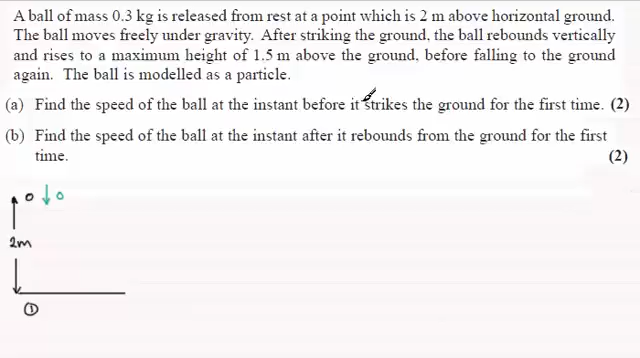 A ball of mass 0.3 kg is released from rest at a point which is 2 m above horizontal ground.
The ball moves freely under gravity. After striking the ground, the ball rebounds vertically
and rises to a maximum height of 1.5 m above the ground, before falling to the ground
again. The ball is modelled as a particle.
(a) Find the speed of the ball at the instant before it strikes the ground for the first time. (2)
(b) Find the speed of the ball at the instant after it rebounds from the ground for the first
time. (2)
0
2m
①